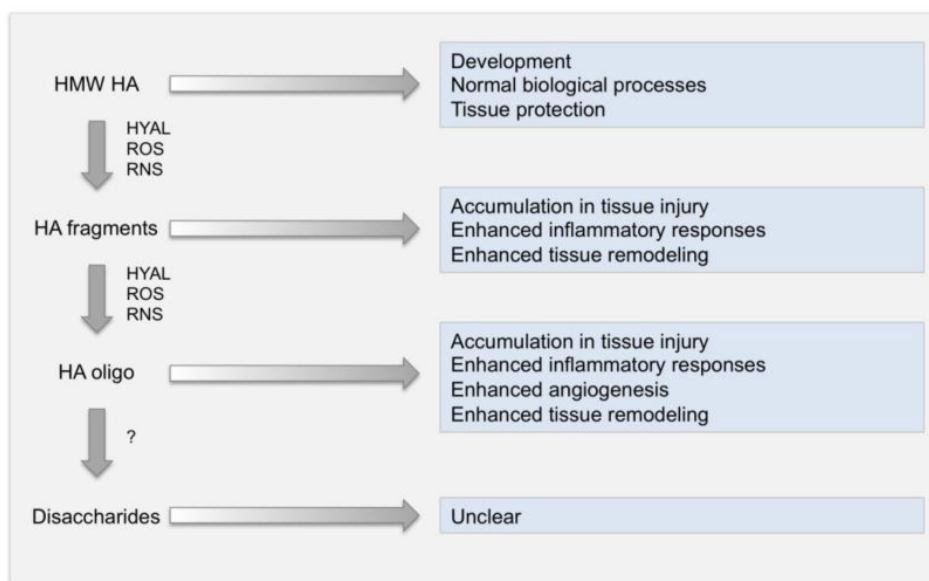 HMW HA
Development
Normal biological processes
Tissue protection
HYAL
ROS
RNS
HA fragments
Accumulation in tissue injury
Enhanced inflammatory responses
Enhanced tissue remodeling
HYAL
ROS
RNS
HA oligo
Accumulation in tissue injury
Enhanced inflammatory responses
Enhanced angiogenesis
Enhanced tissue remodeling
?
Disaccharides
Unclear